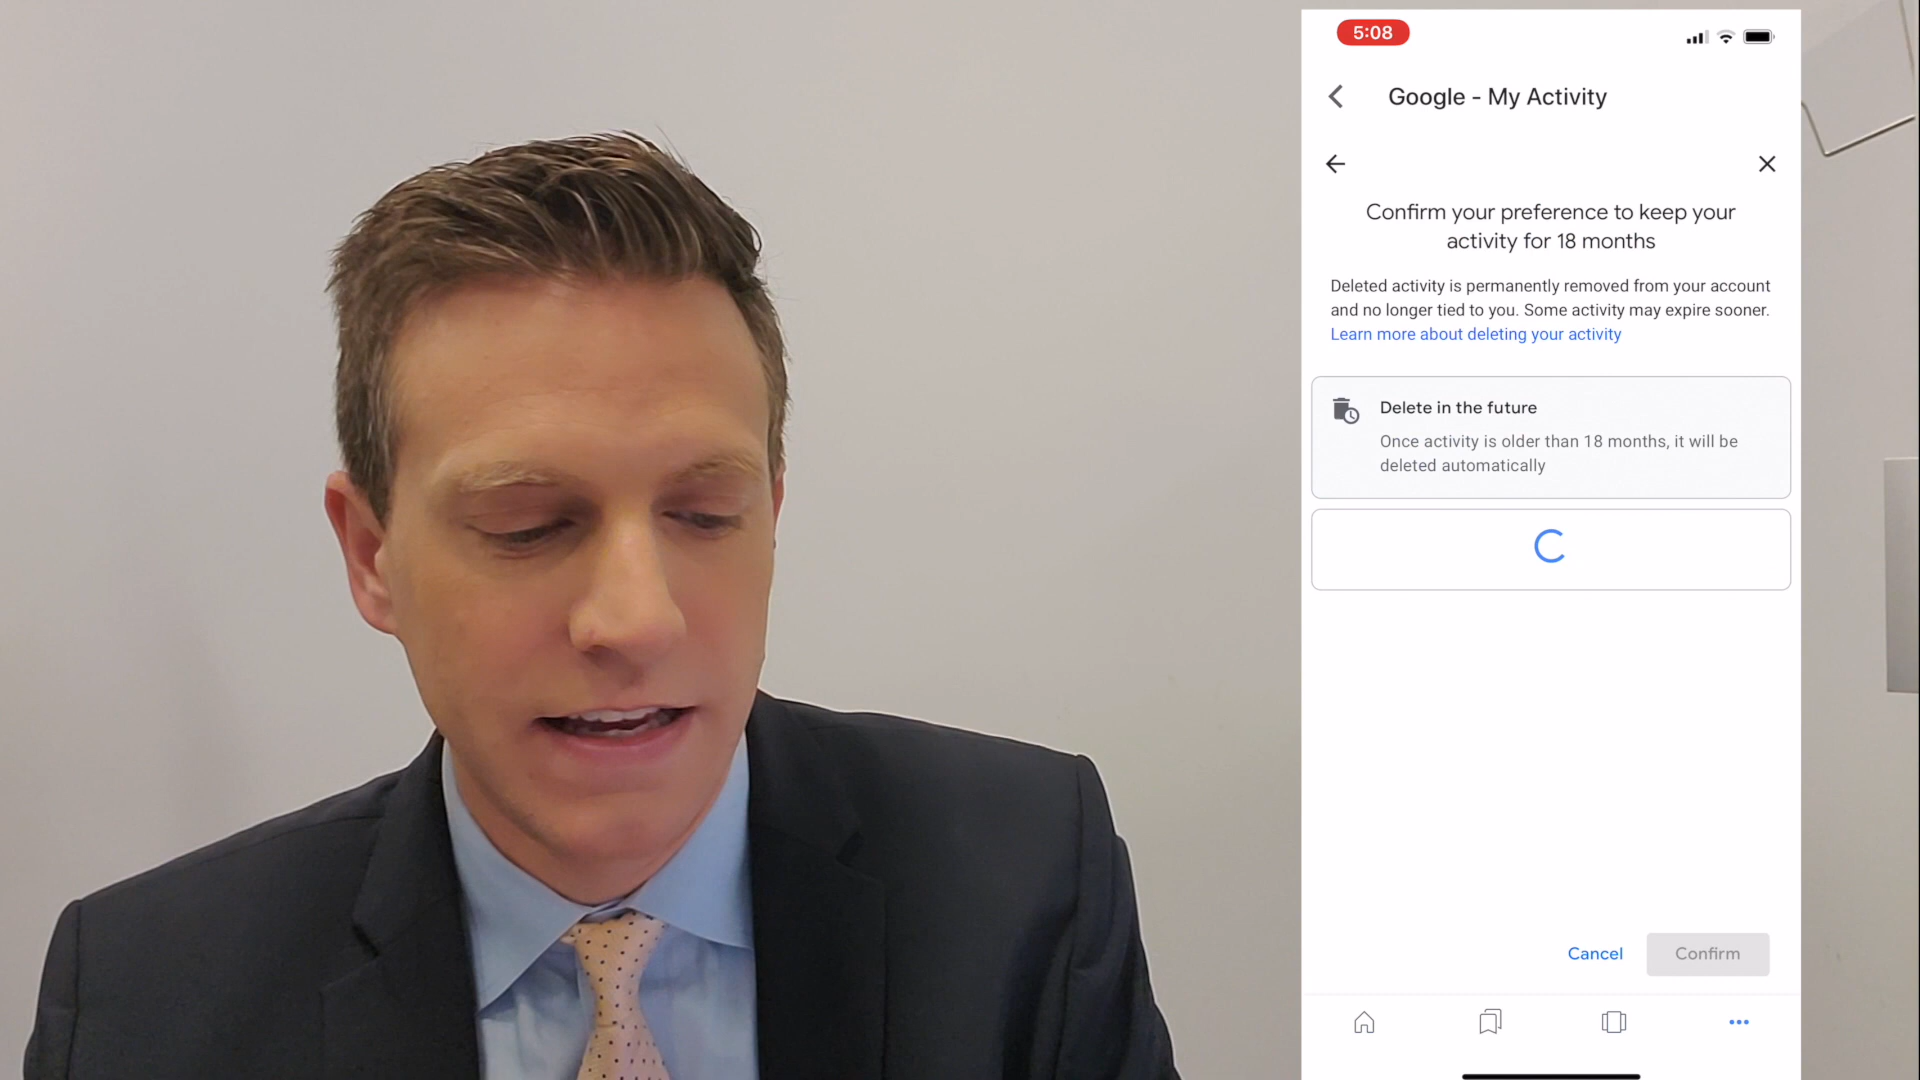 5:08
Google - My Activity
Confirm your preference to keep your
activity for 18 months
Deleted activity is permanently removed from your account
and no longer tied to you. Some activity may expire sooner.
Learn more about deleting your activity
Delete in the future
Once activity is older than 18 months, it will be
deleted automatically
Cancel
Confirm